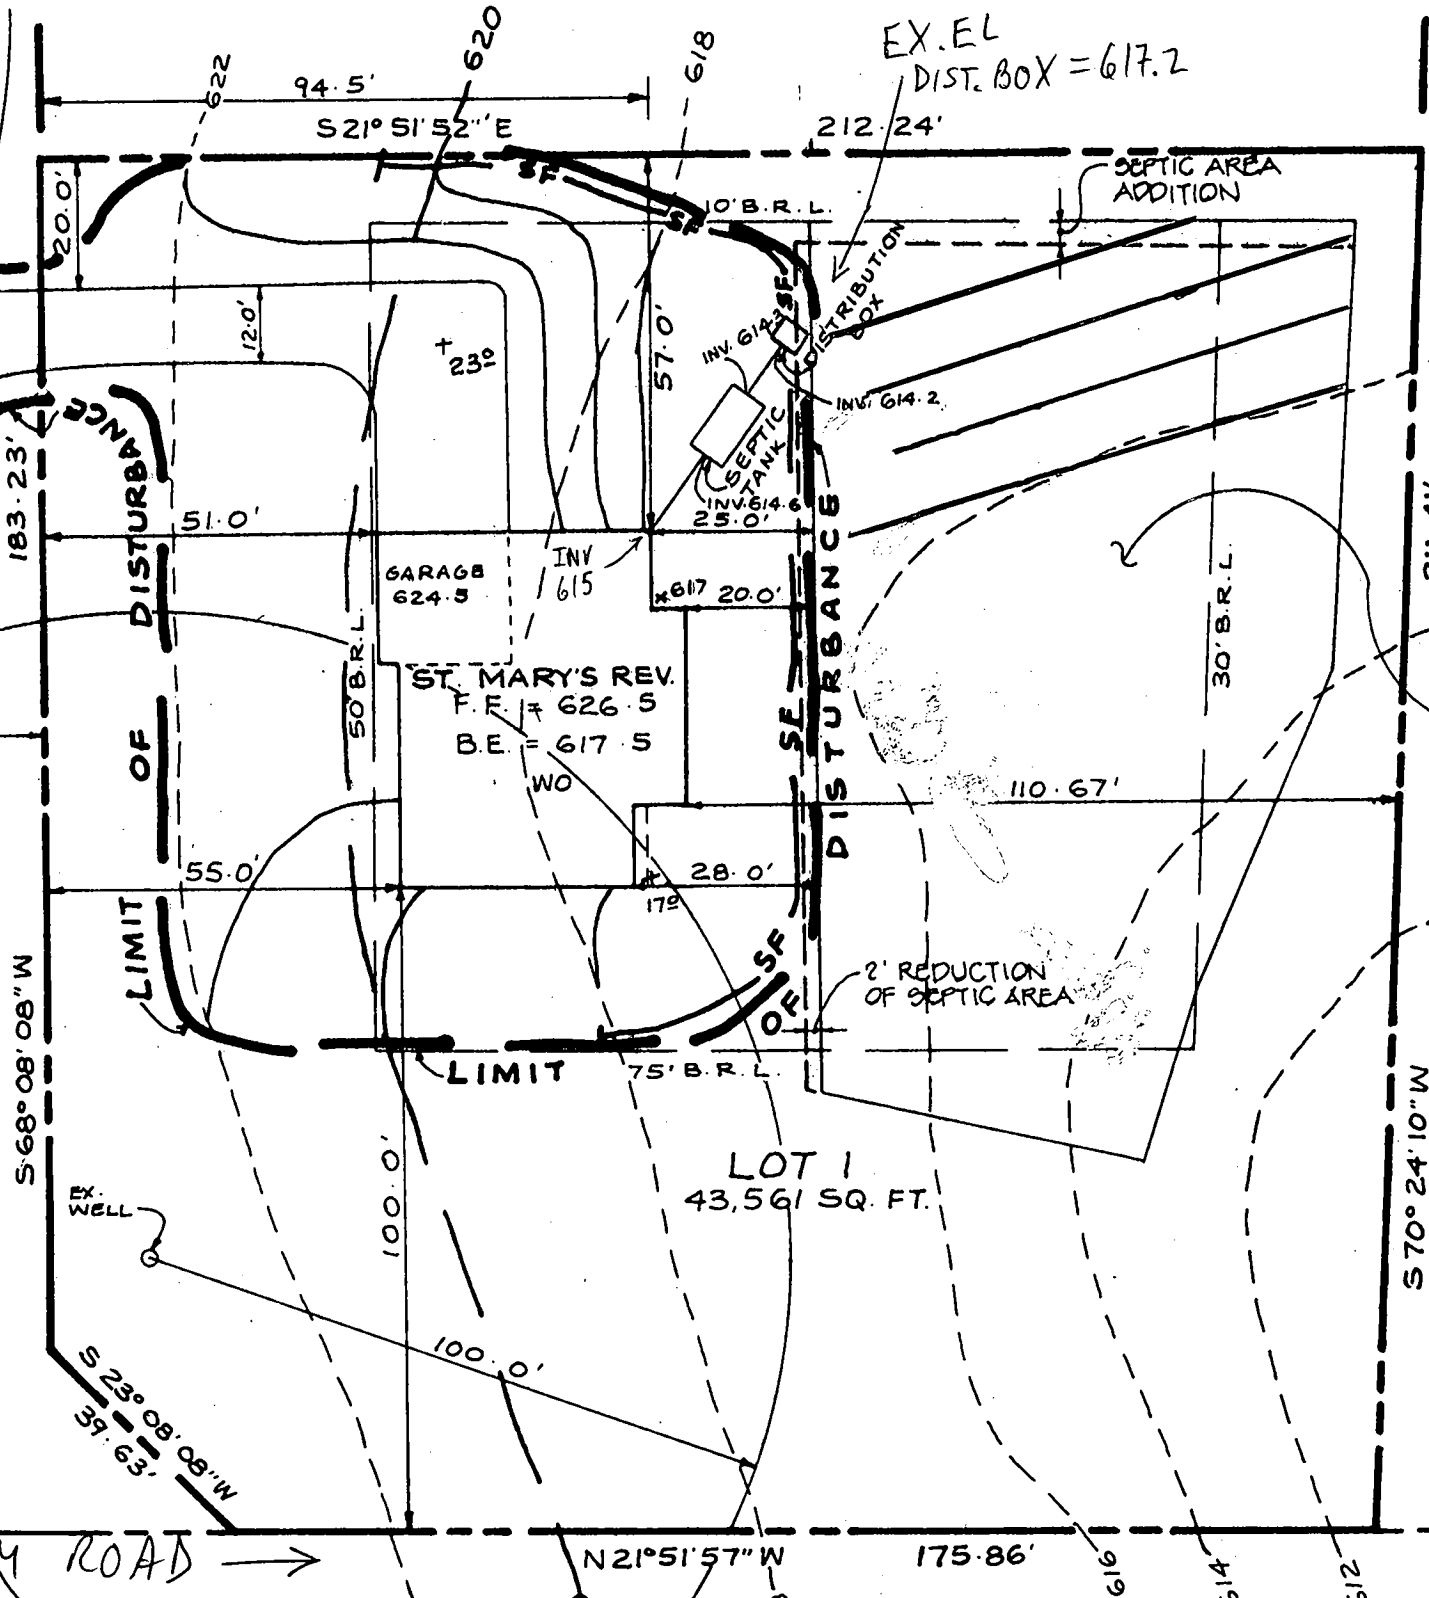 EX. EL
DIST. BOX = 617.2
622
620
618
94.5'
S 21° 51' 52" E
212.24'
SF
SEPTIC AREA
ADDITION
20.0'
10' B.R.L.
SF
SF
DISTRIBUTION
BOX
12.0'
+
23⁰
57.0'
INV. 614.3
INV. 614.2
SEPTIC
TANK
INV. 614.6
183.23'
DISTURBANCE
OF
LIMIT
51.0'
25.0'
GARAGE
624.5
INV
615
x617
20.0'
DISTURBANCE
30' B.R.L.
50' B.R.L.
ST. MARY'S REV.
F.F. = 626.5
B.E. = 617.5
WO
SF
110.67'
55.0'
28.0'
+
17⁰
SF
OF
2' REDUCTION
OF SEPTIC AREA
S 68° 08' 08" W
LIMIT
75' B.R.L.
100.0'
LOT 1
43,561 SQ. FT.
S 70° 24' 10" W
EX.
WELL
100.0'
S 23° 08' 08" W
39.63'
ROAD
N 21° 51' 57" W
175.86'
616
614
612